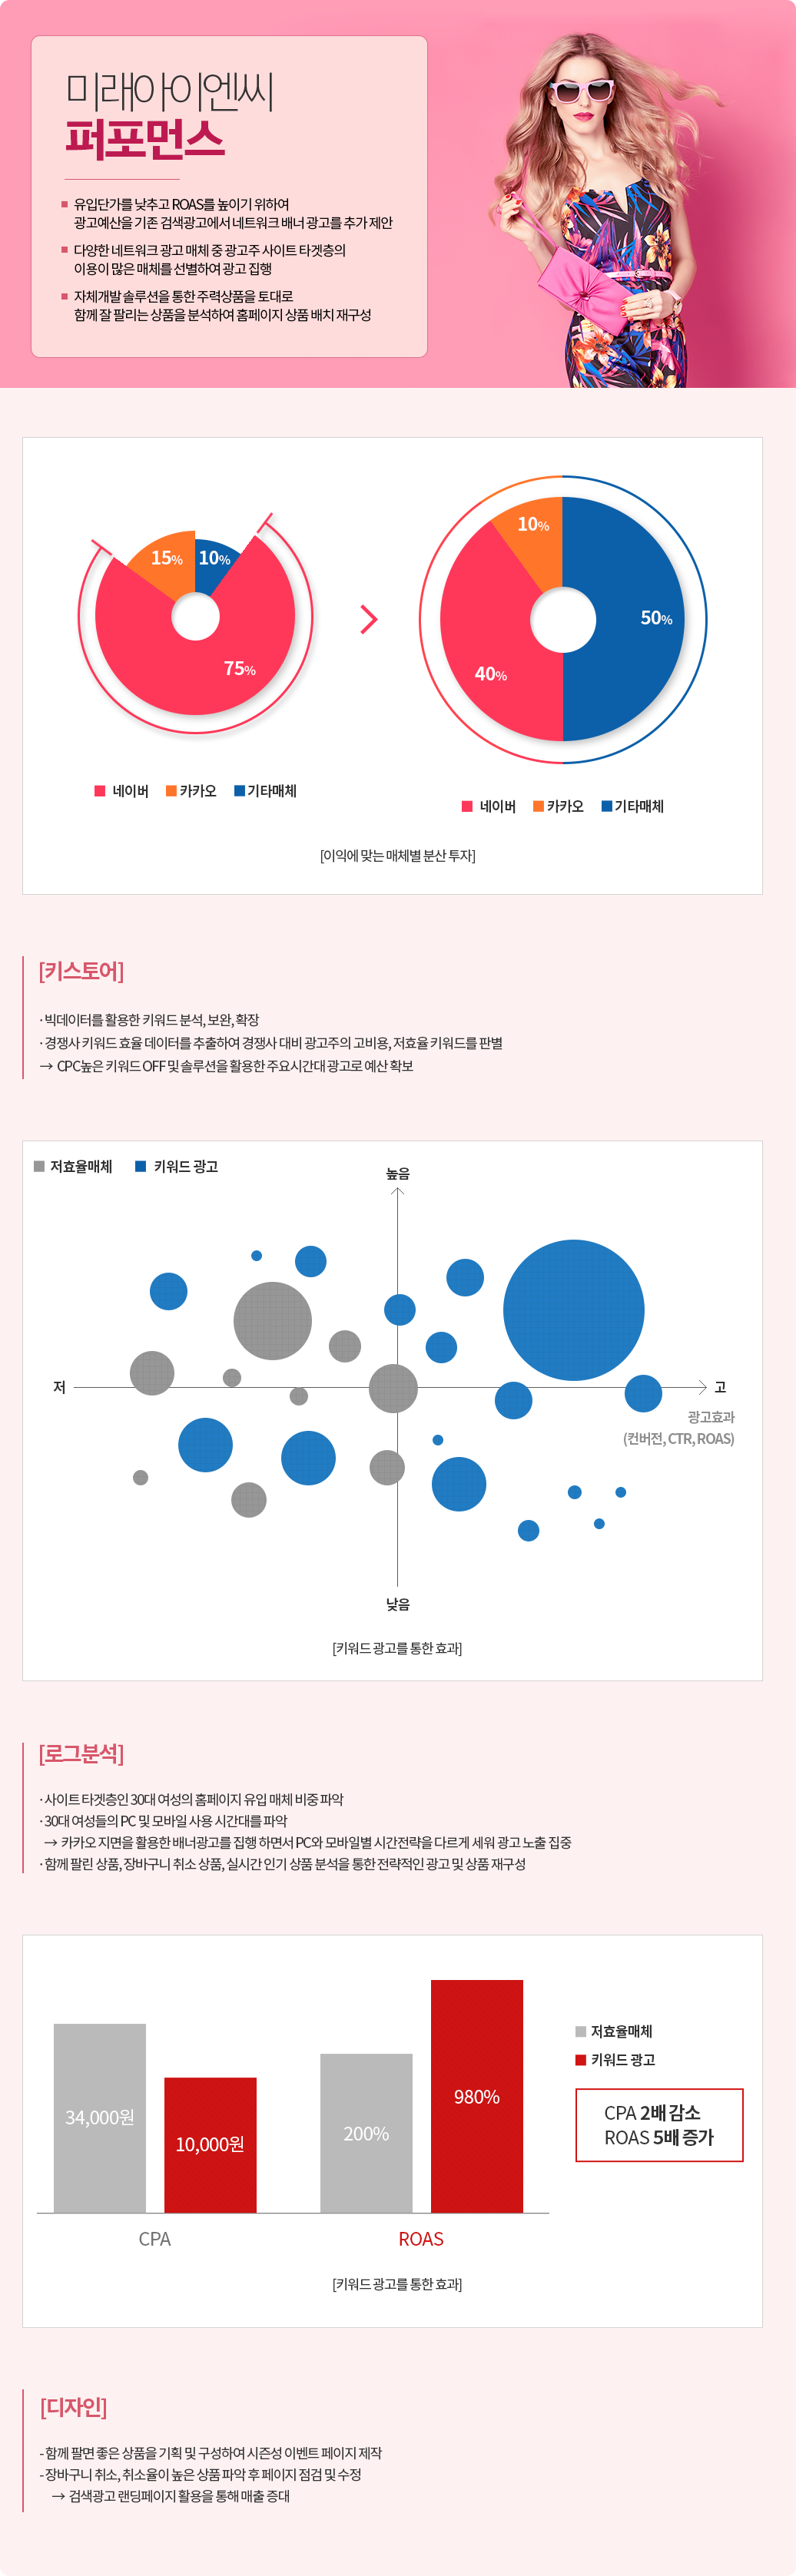 미래아이엔씨
퍼포먼스
유입단가를 낮추고 ROAS를 높이기 위하여
광고예산을 기존 검색광고에서 네트워크 배너 광고를 추가 제안
다양한 네트워크 광고 매체 중 광고주 사이트 타겟층의
이용이 많은 매체를 선별하여 광고 집행
자체개발 솔루션을 통한 주력상품을 토대로
함께 잘 팔리는 상품을 분석하여 홈페이지 상품 배치 재구성
15% 10%
75%
10%
50%
40%
네이버 카카오 기타매체
네이버 카카오 기타매체
[이익에 맞는 매체별 분산 투자]
[키스토어]
· 빅데이터를 활용한 키워드 분석, 보완, 확장
· 경쟁사 키워드 효율 데이터를 추출하여 경쟁사 대비 광고주의 고비용, 저효율 키워드를 판별
→ CPC높은 키워드 OFF 및 솔루션을 활용한 주요시간대 광고로 예산 확보
저효율매체 키워드 광고
높음
저
고
광고효과
(컨버전, CTR, ROAS)
낮음
[키워드 광고를 통한 효과]
[로그분석]
· 사이트 타겟층인 30대 여성의 홈페이지 유입 매체 비중 파악
· 30대 여성들의 PC 및 모바일 사용 시간대를 파악
→ 카카오 지면을 활용한 배너광고를 집행 하면서 PC와 모바일별 시간전략을 다르게 세워 광고 노출 집중
· 함께 팔린 상품, 장바구니 취소 상품, 실시간 인기 상품 분석을 통한 전략적인 광고 및 상품 재구성
34,000원
10,000원
200%
980%
CPA
ROAS
저효율매체
키워드 광고
CPA 2배 감소
ROAS 5배 증가
[키워드 광고를 통한 효과]
[디자인]
- 함께 팔면 좋은 상품을 기획 및 구성하여 시즌성 이벤트 페이지 제작
- 장바구니 취소, 취소율이 높은 상품 파악 후 페이지 점검 및 수정
→ 검색광고 랜딩페이지 활용을 통해 매출 증대